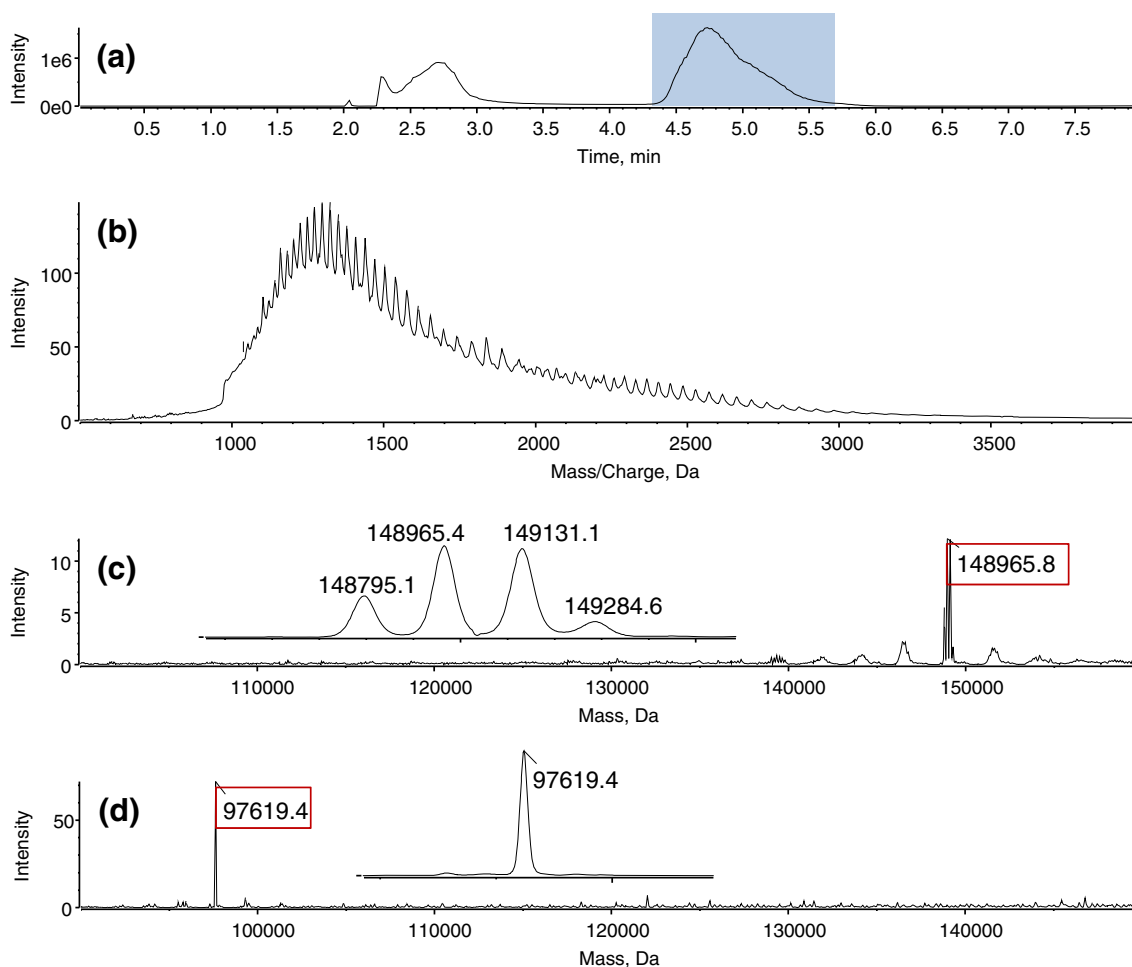 (a)
Intensity
1e6
0e0
0.5 1.0 1.5 2.0 2.5 3.0 3.5 4.0 4.5 5.0 5.5 6.0 6.5 7.0 7.5
Time, min
(b)
Intensity
100
50
0
1000 1500 2000 2500 3000 3500
Mass/Charge, Da
(c)
Intensity
10
5
0
148965.4 149131.1
148795.1
149284.6
148965.8
110000 120000 130000 140000 150000
Mass, Da
(d)
Intensity
50
0
97619.4
97619.4
100000 110000 120000 130000 140000
Mass, Da